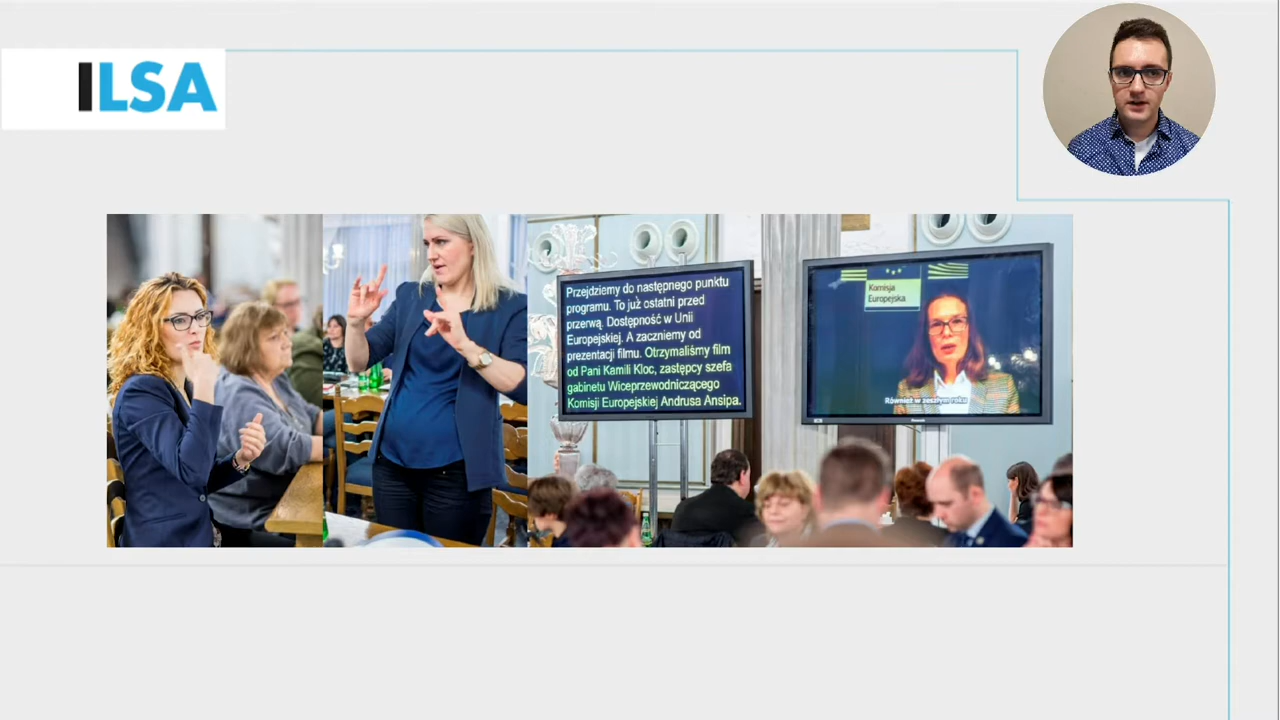 ILSA
Przejdziemy do następnego punktu
programu. To już ostatni przed
przerwą. Dostępność w Unii
Europejskiej. A zaczniemy od
prezentacji filmu. Otrzymaliśmy film
od Pani Kamili Kloc, zastępcy szefa
gabinetu Wiceprzewodniczącego
Komisji Europejskiej Andrusa Ansipa.
Komisja
Europejska
Również w zeszłym roku